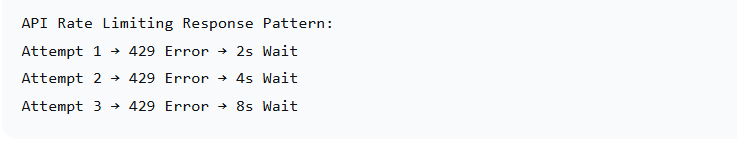 API Rate Limiting Response Pattern:
Attempt 1 → 429 Error → 2s Wait
Attempt 2 → 429 Error → 4s Wait
Attempt 3 → 429 Error → 8s Wait